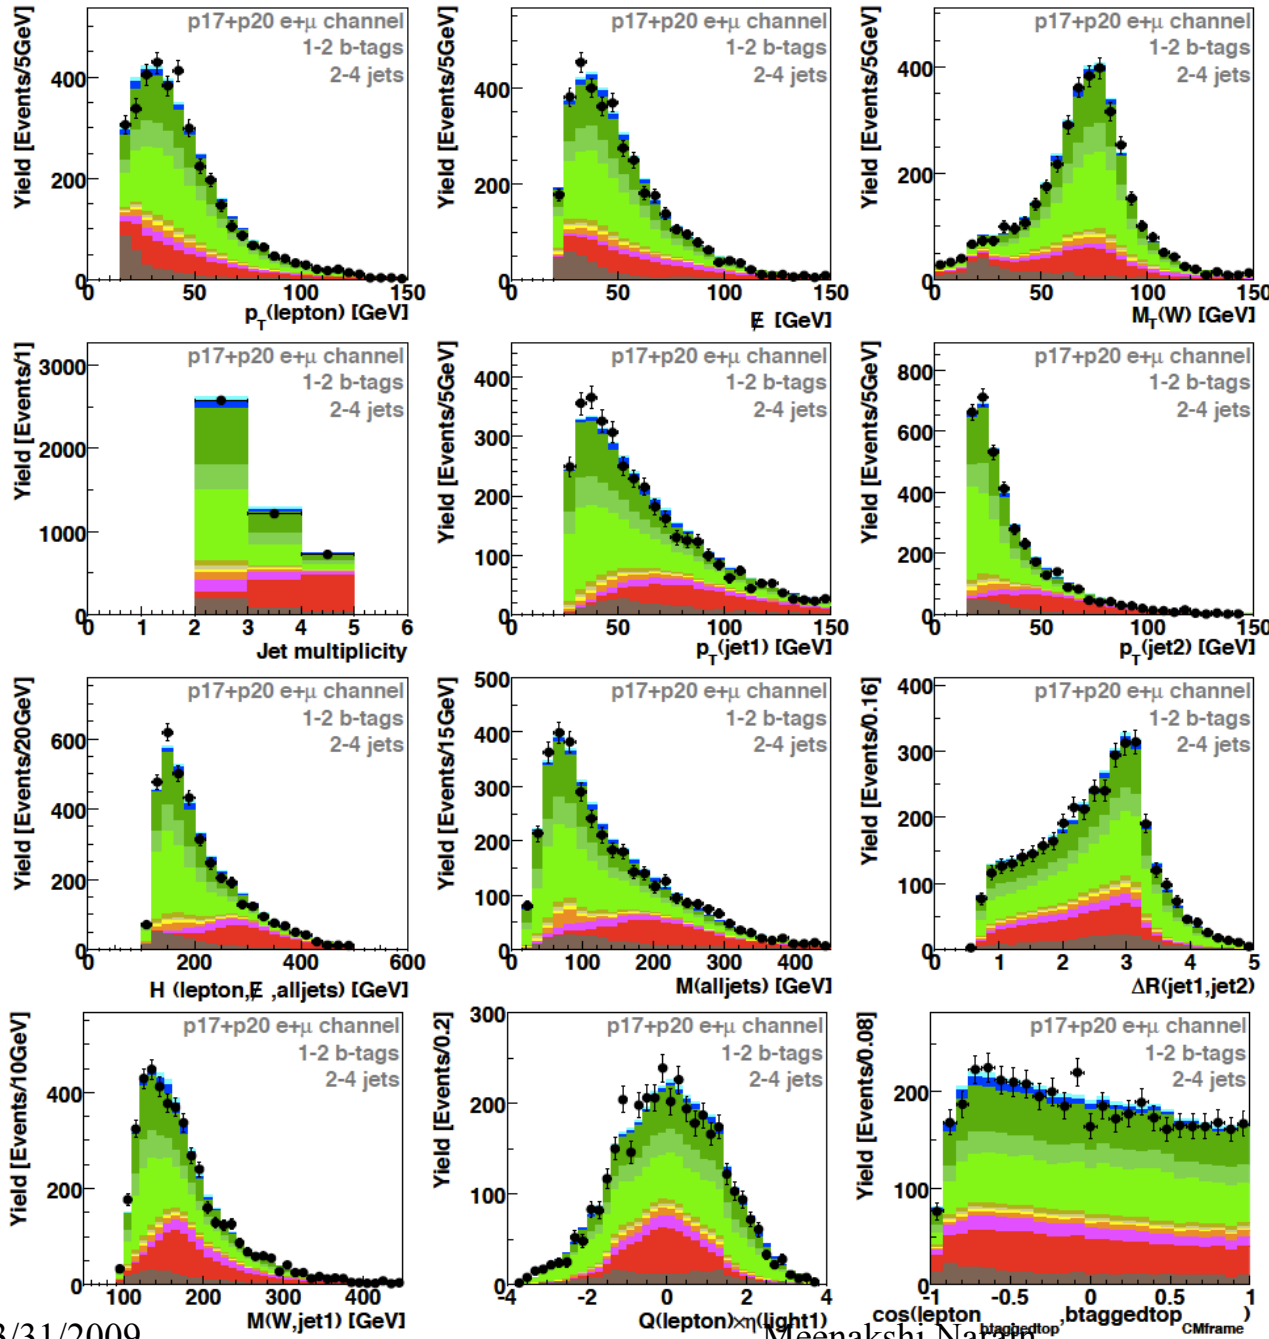 p17+p20 e+μ channel
1-2 b-tags
2-4 jets
Yield [Events/5GeV]
400
200
0
0 50 100 150
p_T(lepton) [GeV]
p17+p20 e+μ channel
1-2 b-tags
2-4 jets
Yield [Events/5GeV]
400
200
0
0 50 100 150
E̸ [GeV]
p17+p20 e+μ channel
1-2 b-tags
2-4 jets
Yield [Events/5GeV]
400
200
0
0 50 100 150
M_T(W) [GeV]
p17+p20 e+μ channel
1-2 b-tags
2-4 jets
Yield [Events/1]
3000
2000
1000
0
0 1 2 3 4 5 6
Jet multiplicity
p17+p20 e+μ channel
1-2 b-tags
2-4 jets
Yield [Events/5GeV]
400
300
200
100
0
0 50 100 150
p_T(jet1) [GeV]
p17+p20 e+μ channel
1-2 b-tags
2-4 jets
Yield [Events/5GeV]
800
600
400
200
0
0 50 100 150
p_T(jet2) [GeV]
p17+p20 e+μ channel
1-2 b-tags
2-4 jets
Yield [Events/20GeV]
600
400
200
0
0 200 400 600
H (lepton,E̸ ,alljets) [GeV]
p17+p20 e+μ channel
1-2 b-tags
2-4 jets
Yield [Events/15GeV]
500
400
300
200
100
0
0 100 200 300 400
M(alljets) [GeV]
p17+p20 e+μ channel
1-2 b-tags
2-4 jets
Yield [Events/0.16]
400
300
200
100
0
0 1 2 3 4 5
ΔR(jet1,jet2)
p17+p20 e+μ channel
1-2 b-tags
2-4 jets
Yield [Events/10GeV]
400
200
0
100 200 300 400
M(W,jet1) [GeV]
p17+p20 e+μ channel
1-2 b-tags
2-4 jets
Yield [Events/0.2]
300
200
100
0
-4 -2 0 2 4
Q(lepton)×η(light1)
p17+p20 e+μ channel
1-2 b-tags
2-4 jets
Yield [Events/0.08]
200
100
0
-1 -0.5 0 0.5 1
cos(lepton_btaggedtop,btaggedtop_CMframe)
3/31/2009
Meenakshi Narain